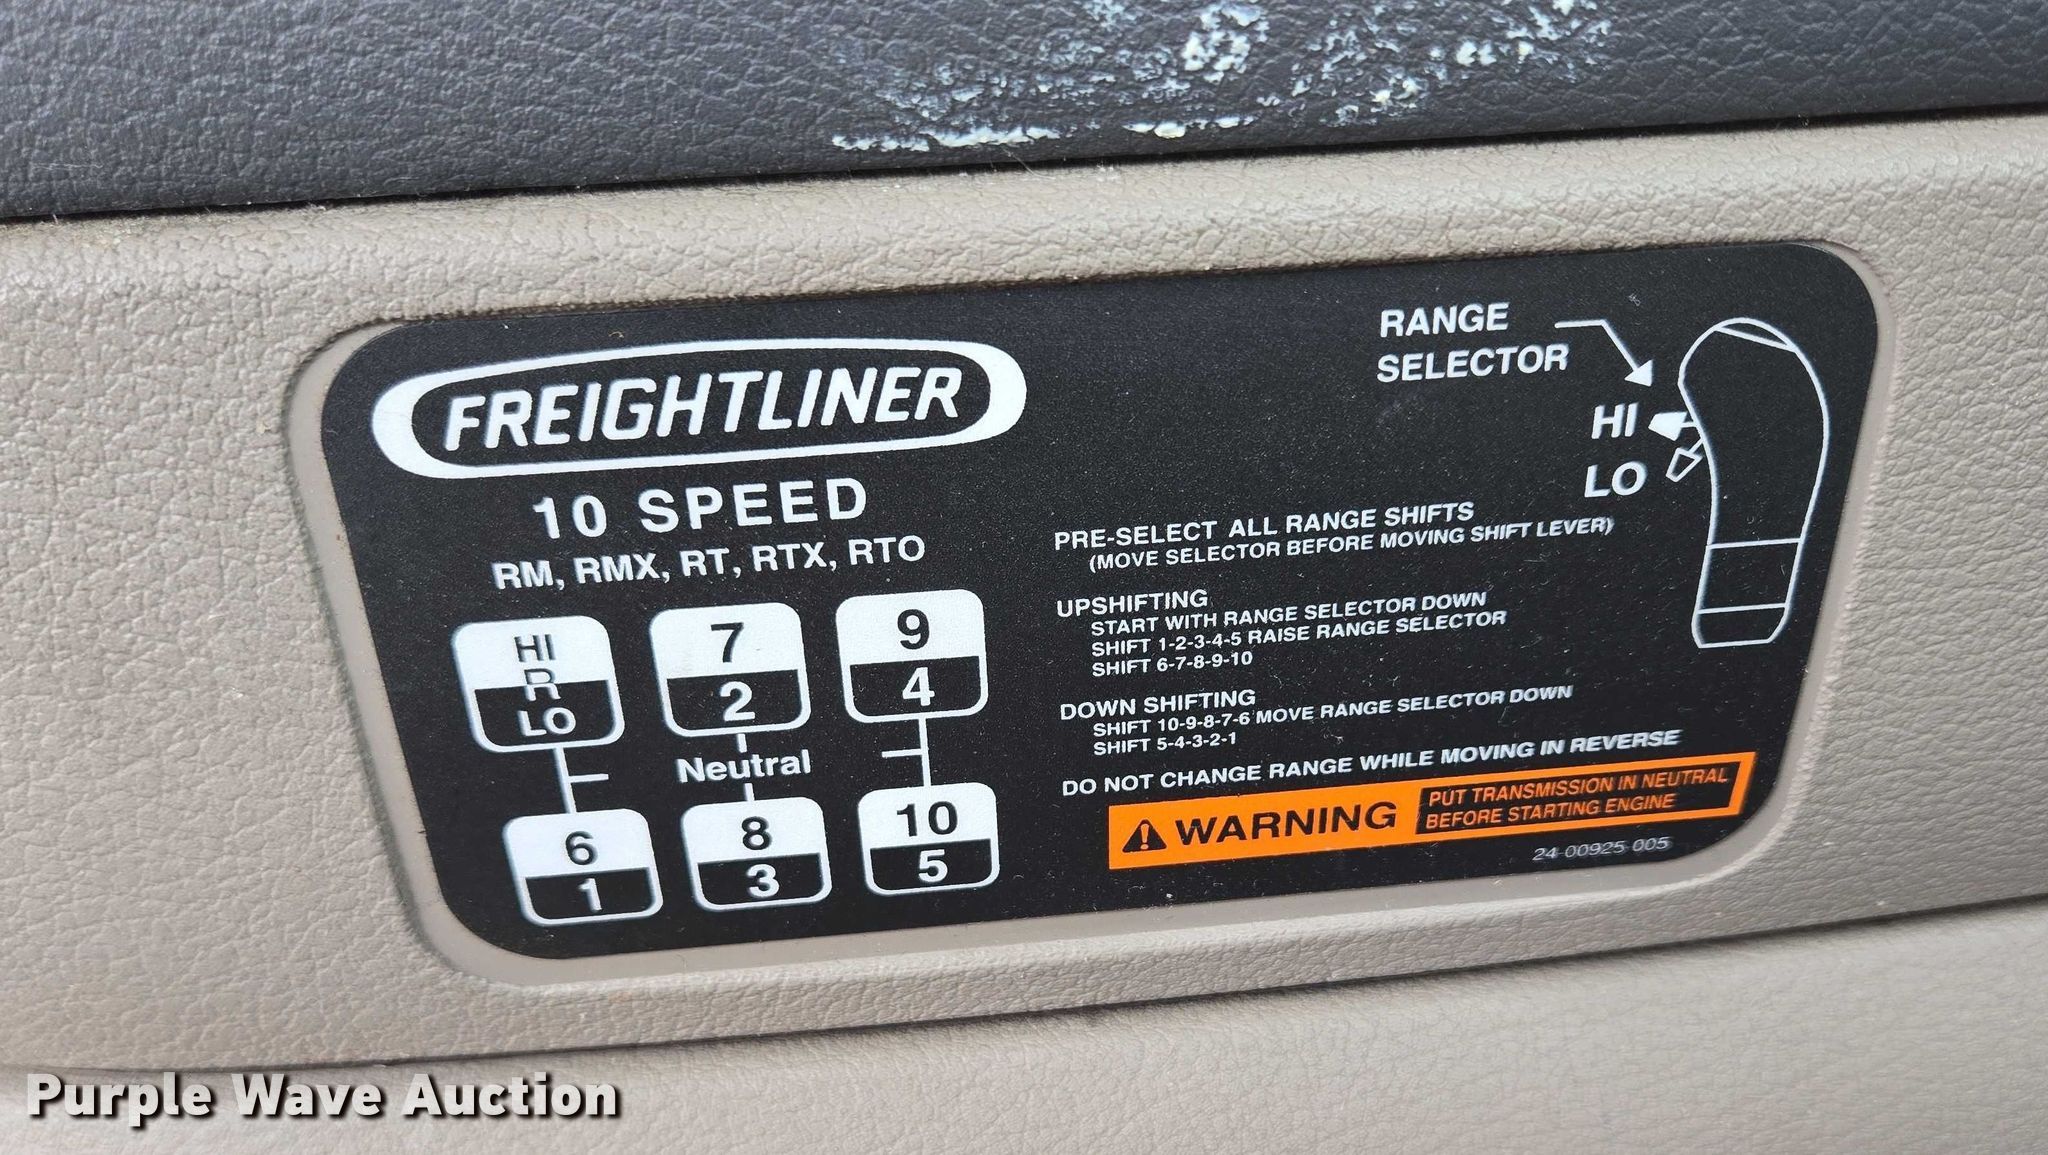 FREIGHTLINER
10 SPEED
RM, RMX, RT, RTX, RTO
HI
R
LO
7
2
9
4
Neutral
6
1
8
3
10
5
RANGE
SELECTOR
HI
LO
PRE-SELECT ALL RANGE SHIFTS
(MOVE SELECTOR BEFORE MOVING SHIFT LEVER)
UPSHIFTING
START WITH RANGE SELECTOR DOWN
SHIFT 1-2-3-4-5 RAISE RANGE SELECTOR
SHIFT 6-7-8-9-10
DOWN SHIFTING
SHIFT 10-9-8-7-6 MOVE RANGE SELECTOR DOWN
SHIFT 5-4-3-2-1
DO NOT CHANGE RANGE WHILE MOVING IN REVERSE
WARNING
PUT TRANSMISSION IN NEUTRAL
BEFORE STARTING ENGINE
24-00925-005
Purple Wave Auction